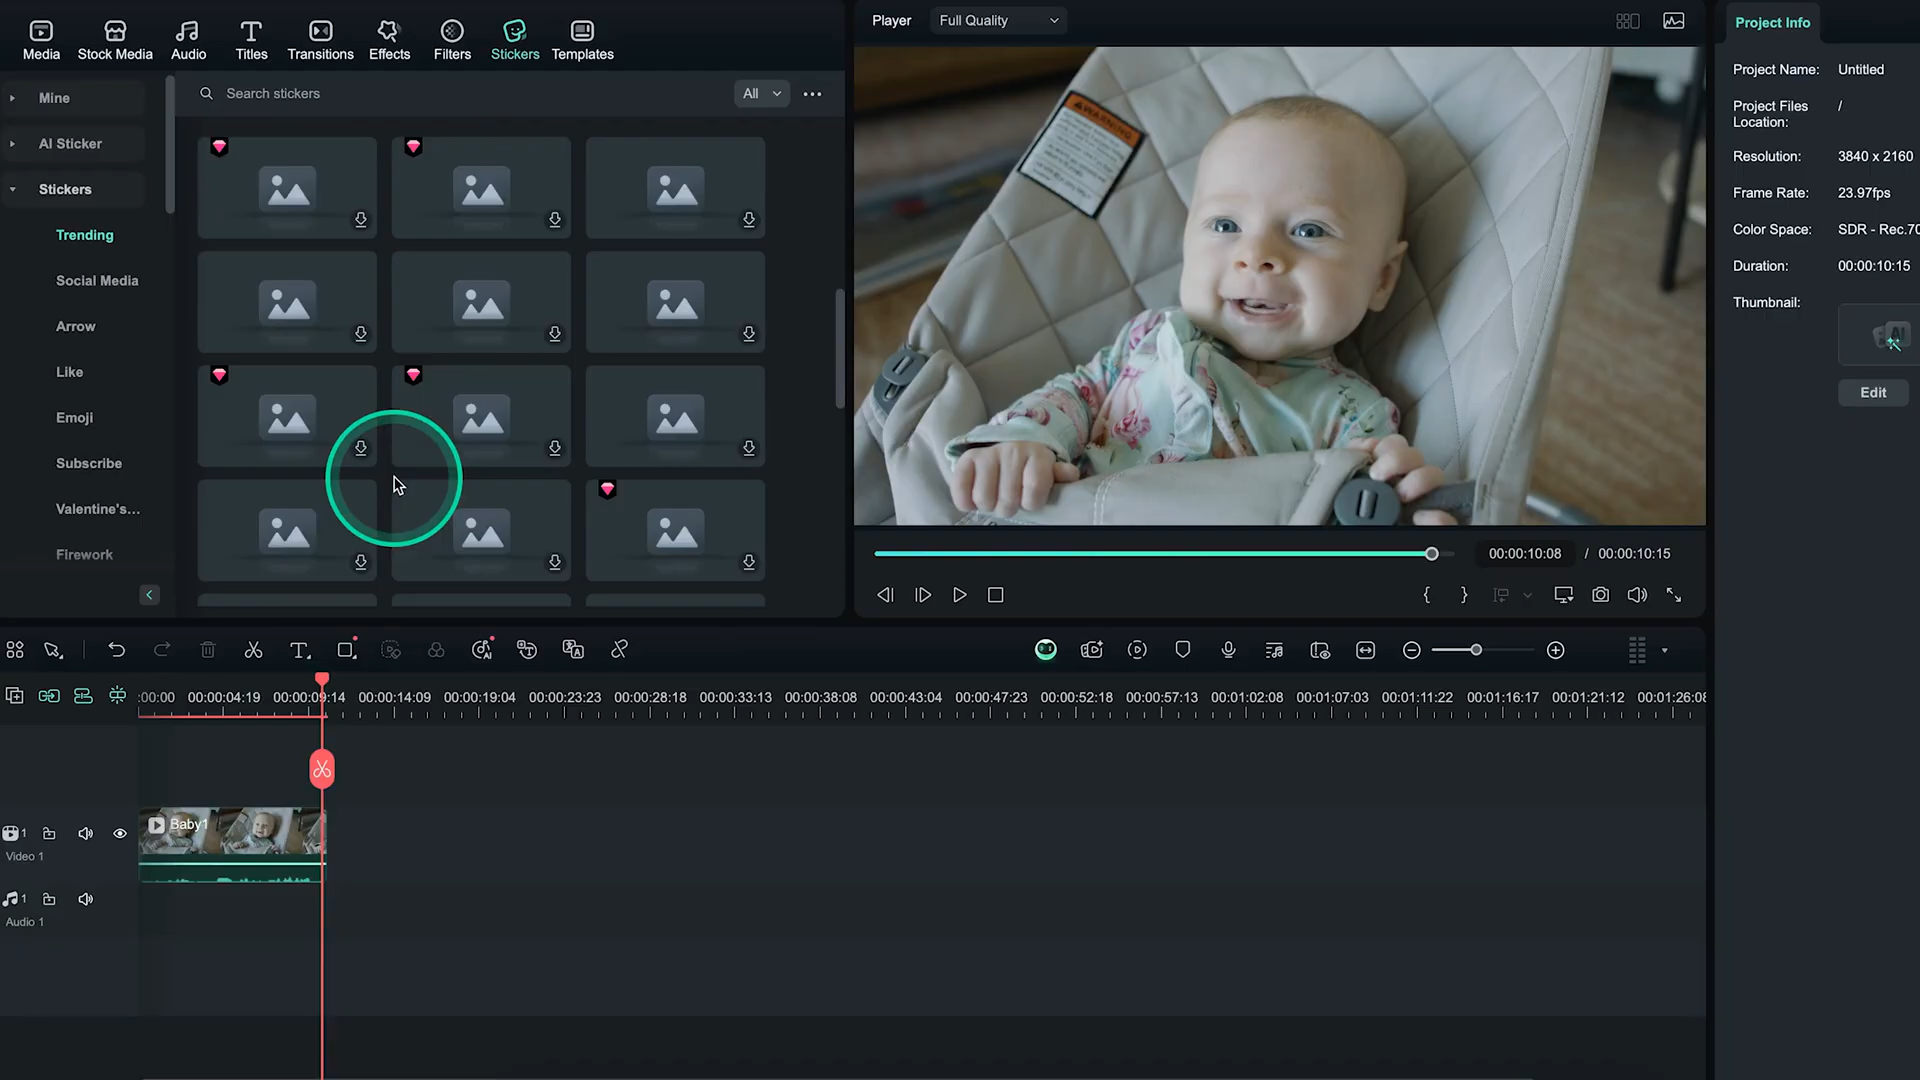 Media
Stock Media
Audio
Titles
Transitions
Effects
Filters
Stickers
Templates
Player
Full Quality
Project Info
Mine
AI Sticker
Stickers
Trending
Social Media
Arrow
Like
Emoji
Subscribe
Valentine's...
Firework
Search stickers
All
WARNING
Project Name: Untitled
Project Files Location: /
Resolution: 3840 x 2160
Frame Rate: 23.97fps
Color Space: SDR - Rec.70
Duration: 00:00:10:15
Thumbnail:
AI
Edit
00:00:10:08 / 00:00:10:15
:00:00 00:00:04:19 00:00:09:14 00:00:14:09 00:00:19:04 00:00:23:23 00:00:28:18 00:00:33:13 00:00:38:08 00:00:43:04 00:00:47:23 00:00:52:18 00:00:57:13 00:01:02:08 00:01:07:03 00:01:11:22 00:01:16:17 00:01:21:12 00:01:26:08
Baby1
1
Video 1
1
Audio 1